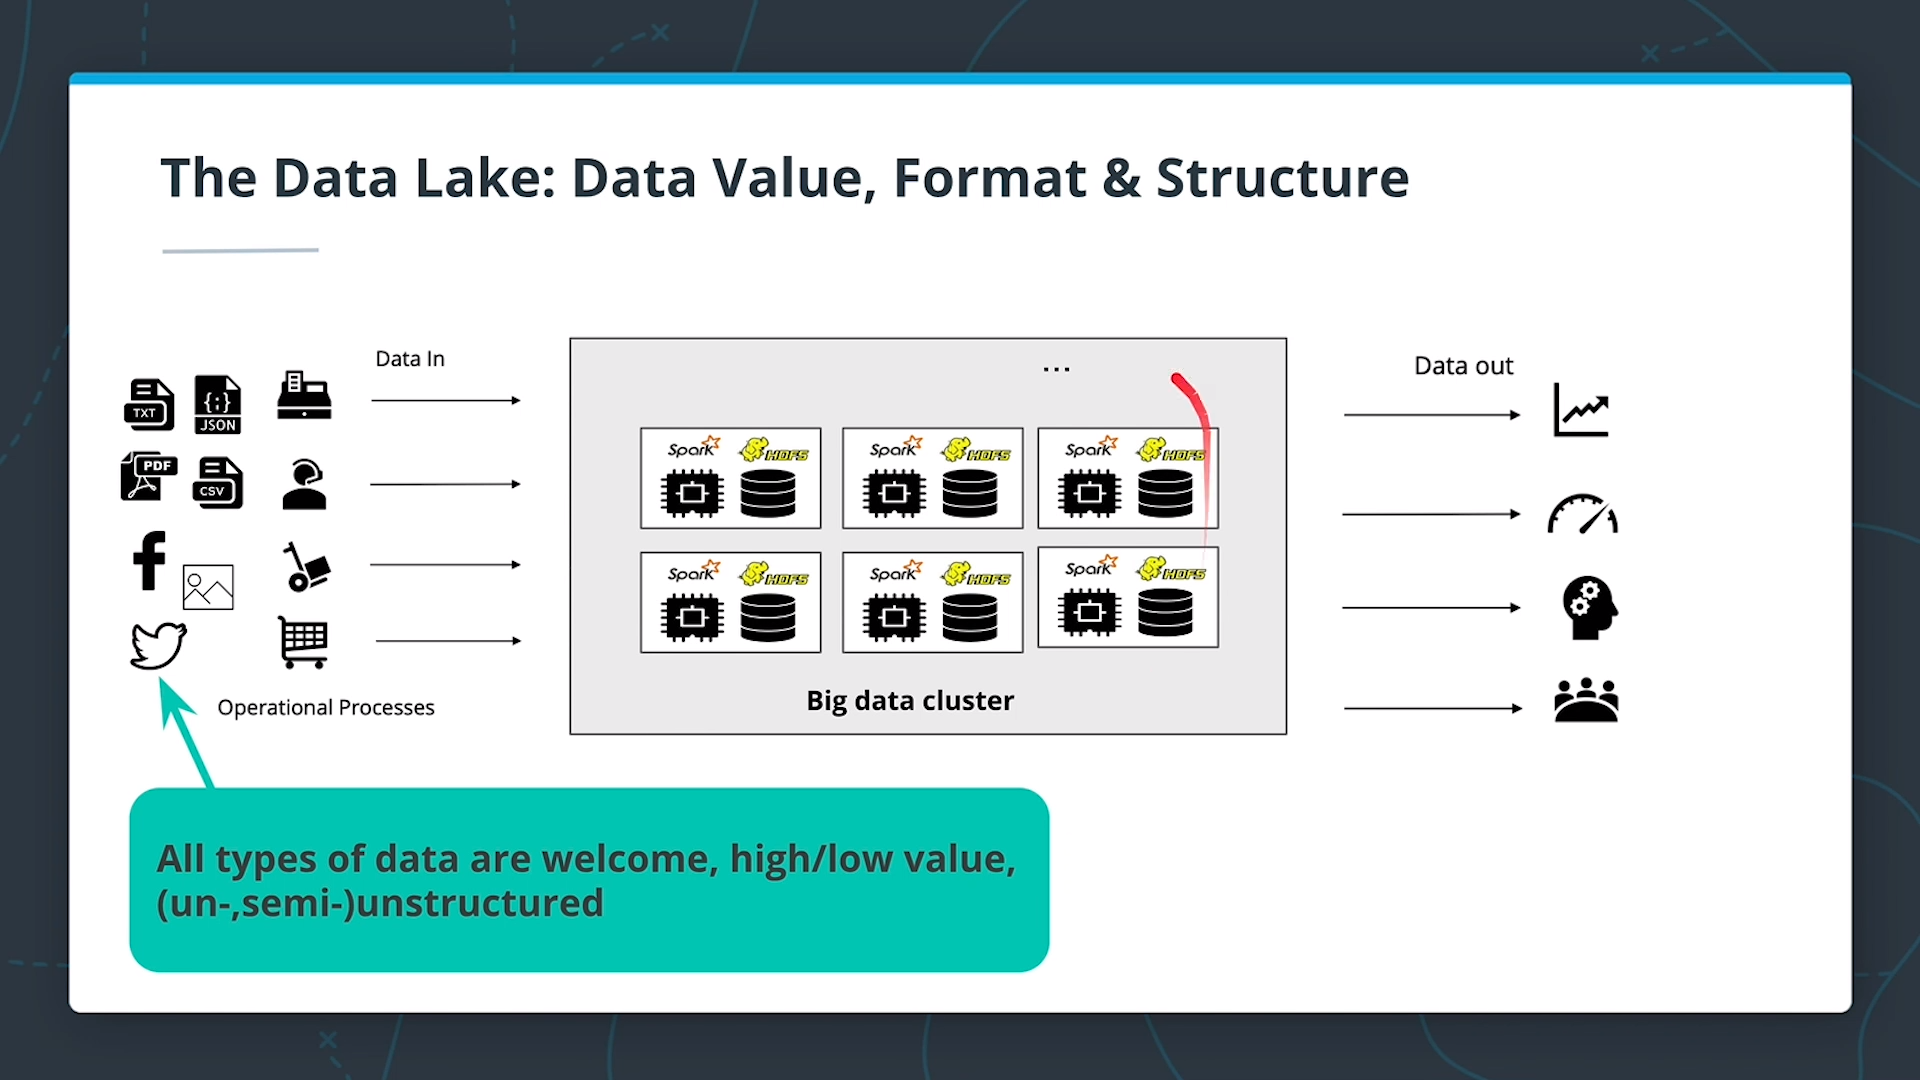 The Data Lake: Data Value, Format & Structure
Data In
...
Data out
TXT
JSON
PDF
CSV
Spark HDFS
Spark HDFS
Spark HDFS
Spark HDFS
Spark HDFS
Spark HDFS
Big data cluster
Operational Processes
All types of data are welcome, high/low value,
(un-,semi-)unstructured